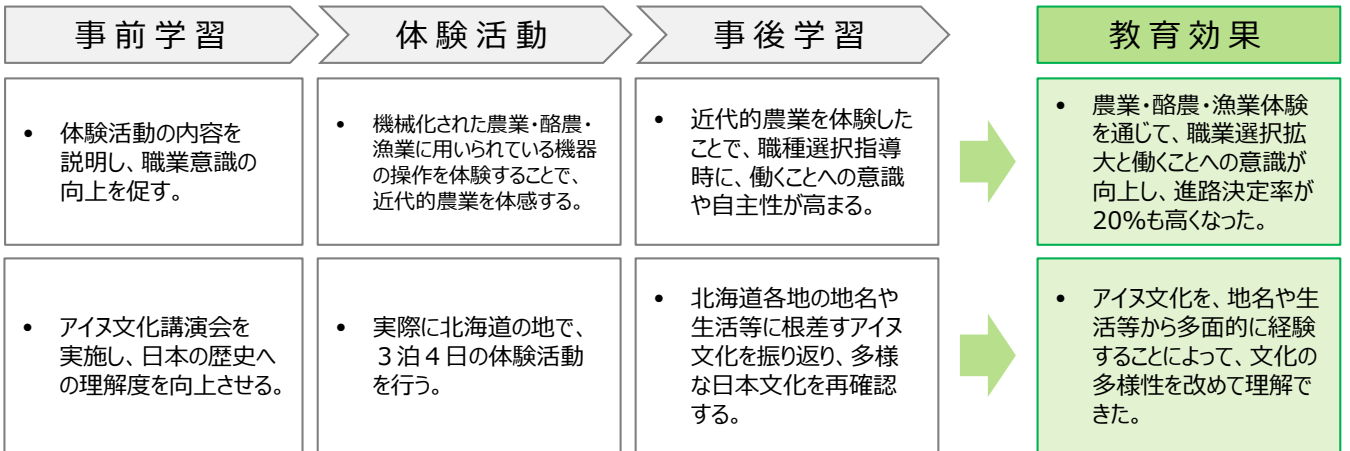 事前学習
体験活動
事後学習
教育効果
• 体験活動の内容を
説明し、職業意識の
向上を促す。
• 機械化された農業・酪農・
漁業に用いられている機器
の操作を体験することで、
近代的農業を体感する。
• 近代的農業を体験した
ことで、職種選択指導
時に、働くことへの意識
や自主性が高まる。
• 農業・酪農・漁業体験
を通じて、職業選択拡
大と働くことへの意識が
向上し、進路決定率が
20%も高くなった。
• アイヌ文化講演会を
実施し、日本の歴史へ
の理解度を向上させる。
• 実際に北海道の地で、
３泊４日の体験活動
を行う。
• 北海道各地の地名や
生活等に根差すアイヌ
文化を振り返り、多様
な日本文化を再確認
する。
• アイヌ文化を、地名や生
活等から多面的に経験
することによって、文化の
多様性を改めて理解で
きた。